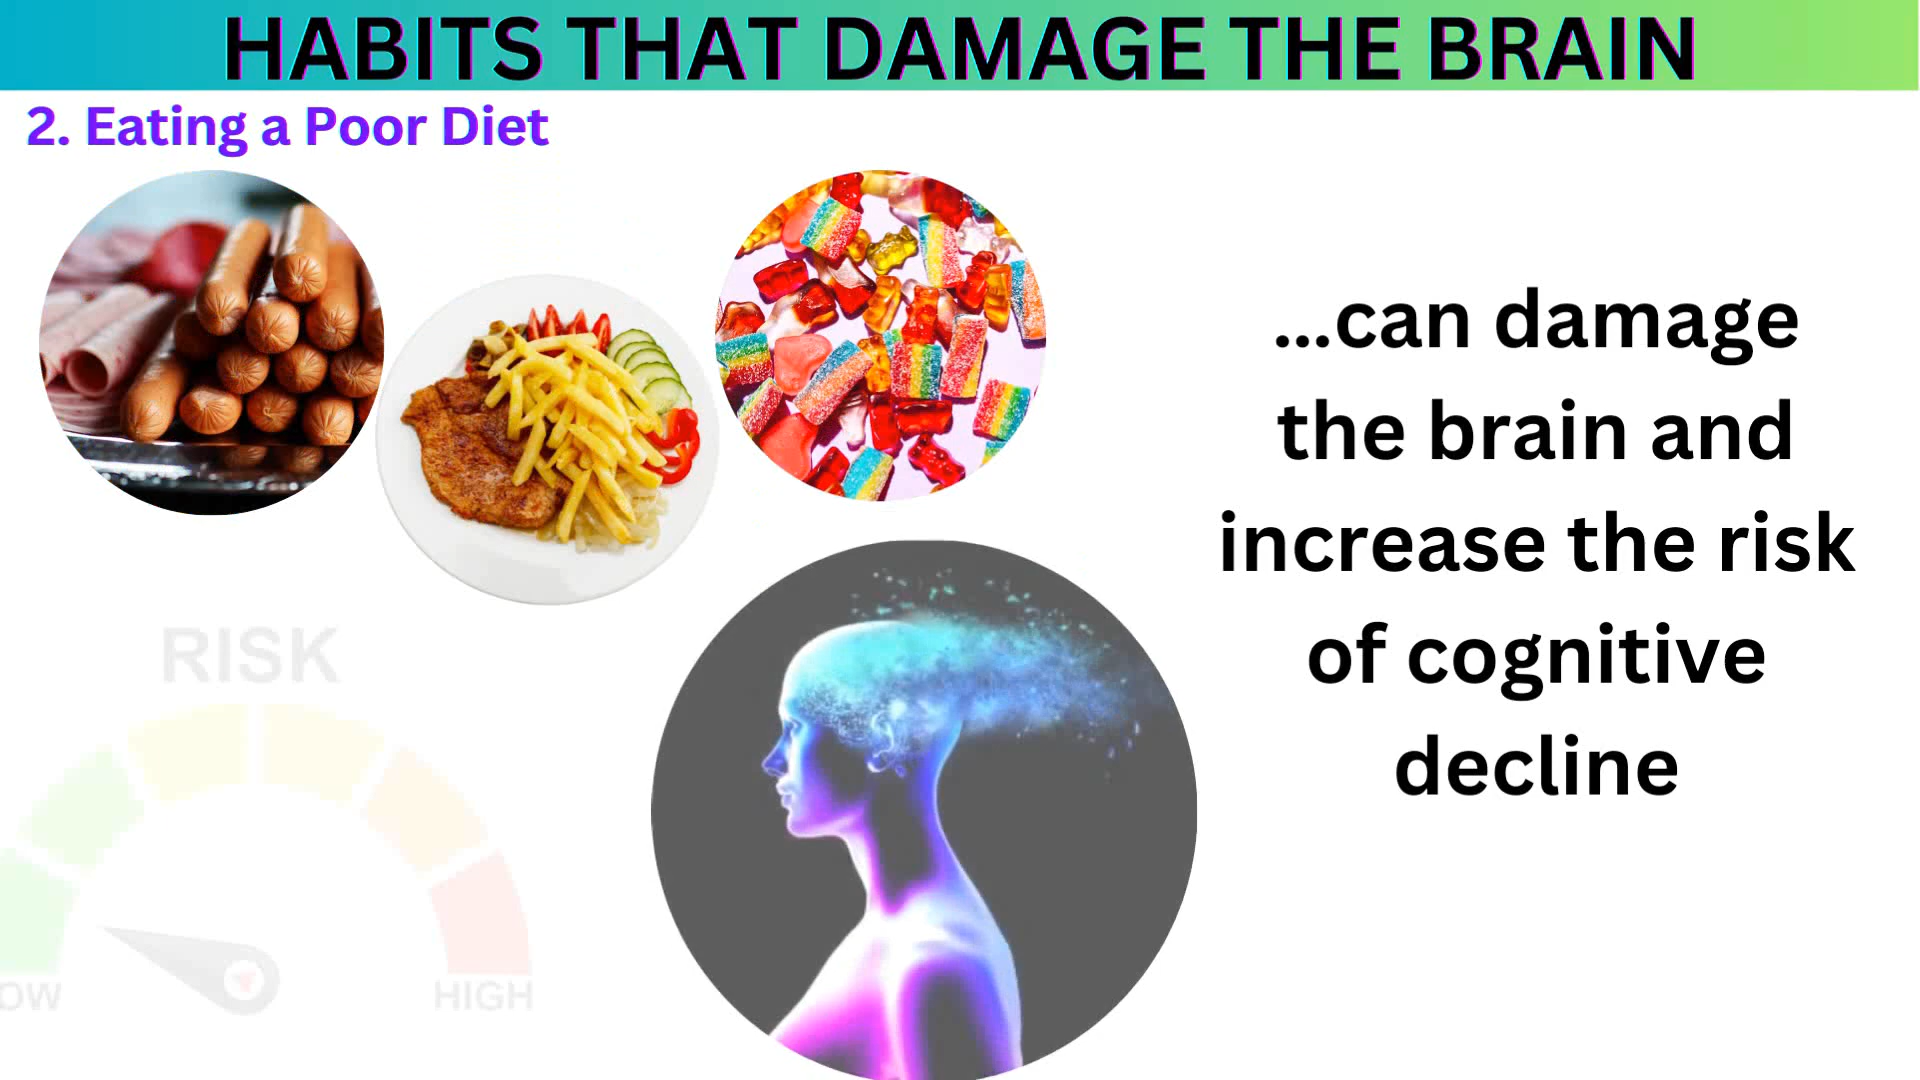 HABITS THAT DAMAGE THE BRAIN
2. Eating a Poor Diet
...can damage
the brain and
increase the risk
of cognitive
decline
RISK
OW
HIGH